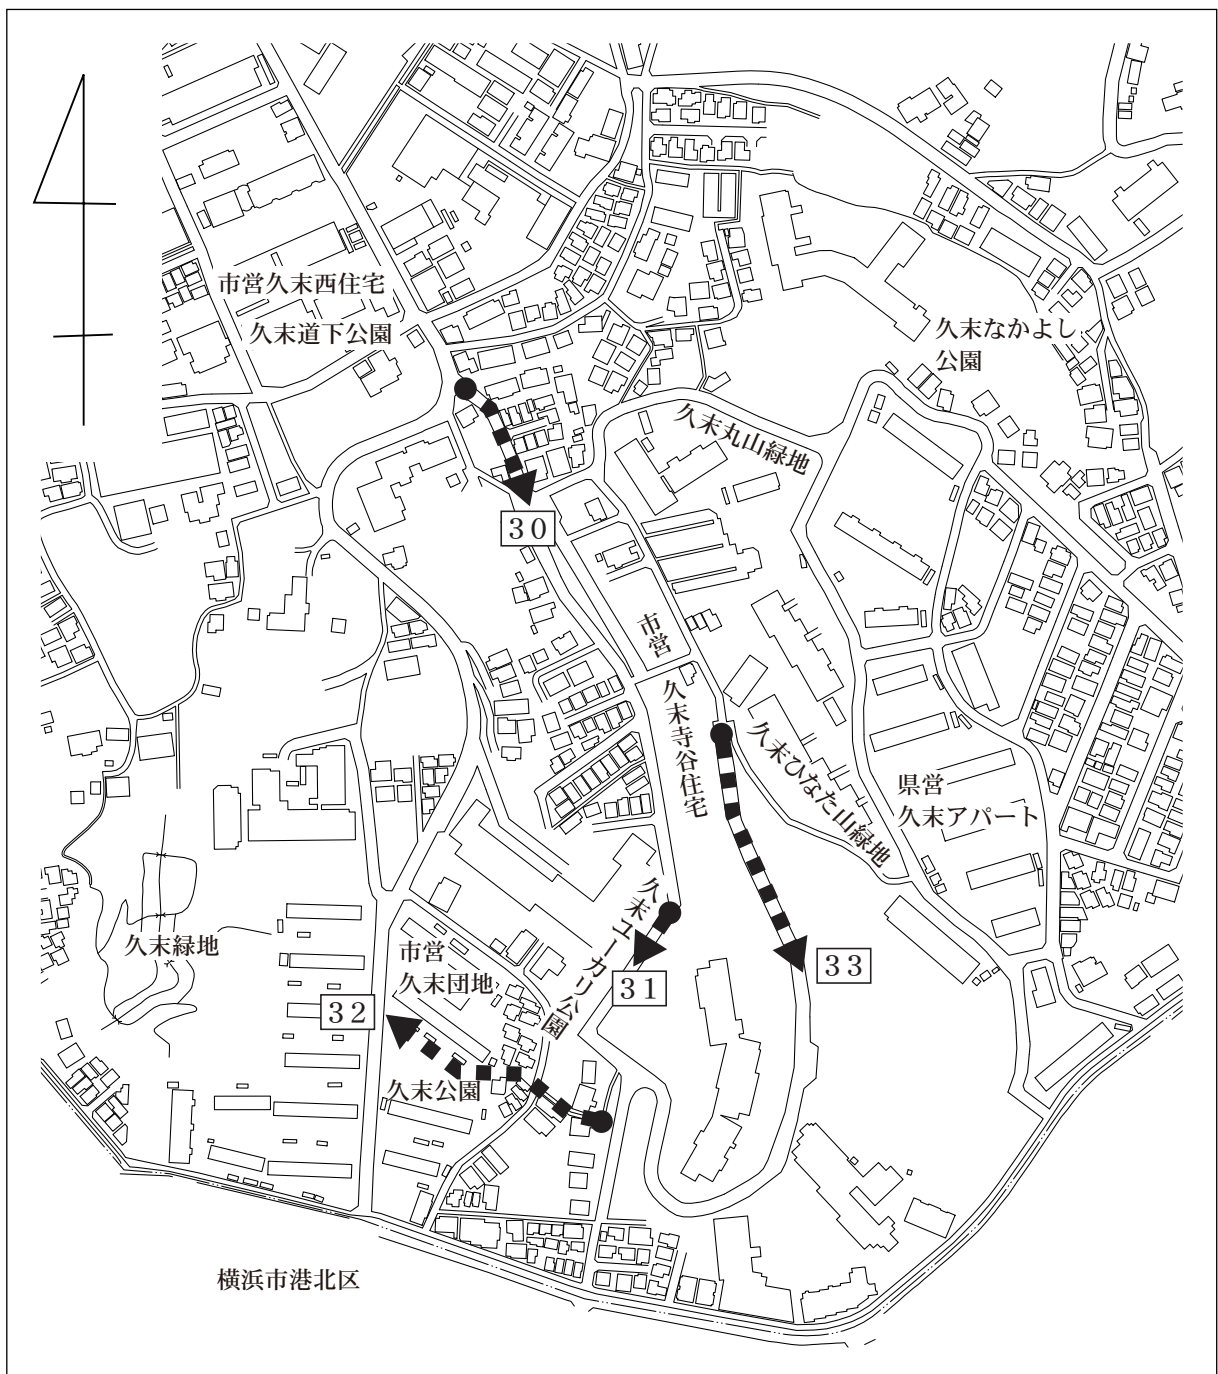 市営久末西住宅
久末道下公園
久末なかよし
公園
久末丸山緑地
30
市営
久末寺谷住宅
久末ひなた山緑地
県営
久末アパート
久末ユーカリ公園
久末緑地
市営
久末団地
33
31
32
久末公園
横浜市港北区